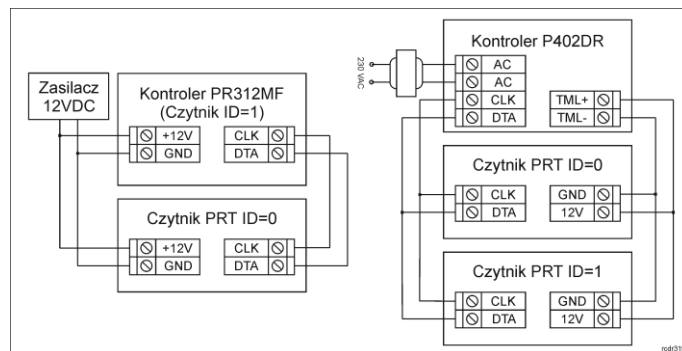 Zasilacz
12VDC
Kontroler PR312MF
(Czytnik ID=1)
+12V
GND
CLK
DTA
Czytnik PRT ID=0
+12V
GND
CLK
DTA
230 VAC
Kontroler P402DR
AC
AC
CLK
DTA
TML+
TML-
Czytnik PRT ID=0
CLK
DTA
GND
12V
Czytnik PRT ID=1
CLK
DTA
GND
12V